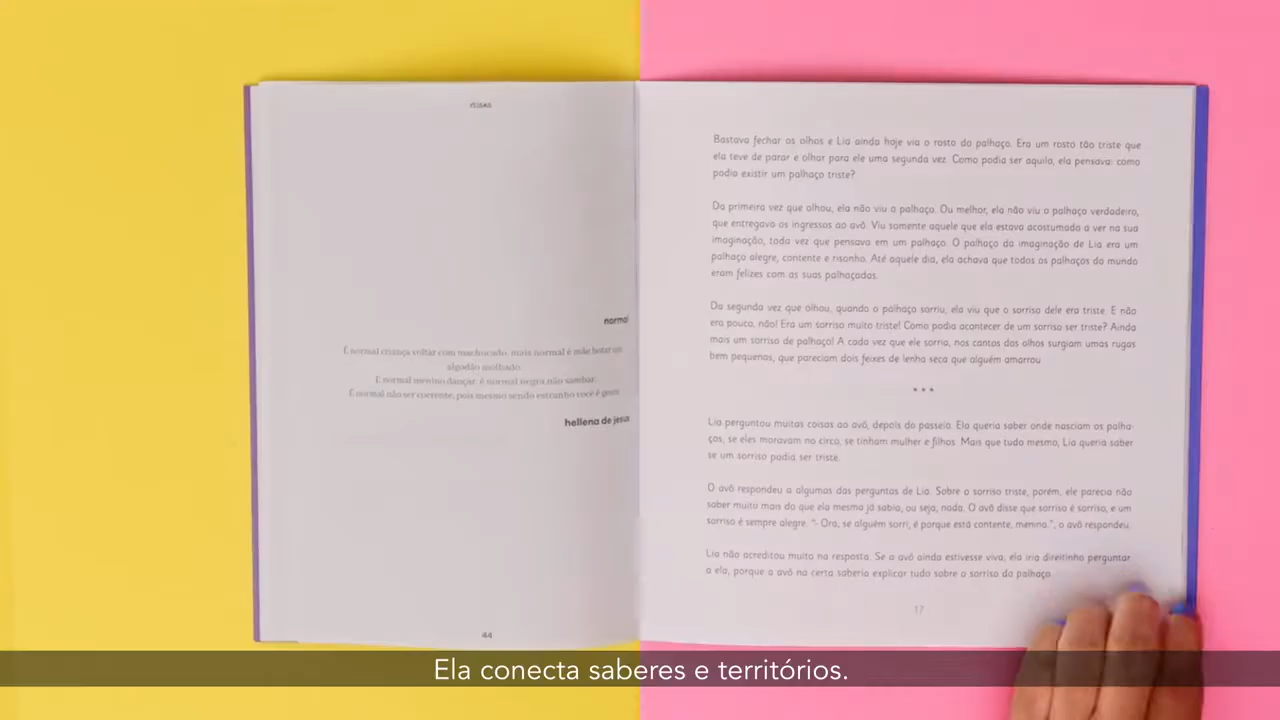 risas
normal
É normal criança voltar com machucado, mais normal é mãe botar um
algodão molhado.
É normal menino dançar; é normal negra não sambar.
É normal não ser coerente, pois mesmo sendo estranho você é gente
hellena de jesus
44
Bastava fechar os olhos e Lia ainda hoje via o rosto do palhaço. Era um rosto tão triste que
ela teve de parar e olhar para ele uma segunda vez. Como podia ser aquilo, ela pensava: como
podia existir um palhaço triste?
Da primeira vez que olhou, ela não viu o palhaço. Ou melhor, ela não viu o palhaço verdadeiro,
que entregava os ingressos ao avô. Viu somente aquele que ela estava acostumada a ver na sua
imaginação, toda vez que pensava em um palhaço. O palhaço da imaginação de Lia era um
palhaço alegre, contente e risonho. Até aquele dia, ela achava que todos os palhaços do mundo
eram felizes com as suas palhaçadas.
Da segunda vez que olhou, quando o palhaço sorriu, ela viu que o sorriso dele era triste. E não
era pouco, não! Era um sorriso muito triste! Como podia acontecer de um sorriso ser triste? Ainda
mais um sorriso de palhaço! A cada vez que ele sorria, nos cantos dos olhos surgiam umas rugas
bem pequenas, que pareciam dois feixes de lenha seca que alguém amarrou
• • •
Lia perguntou muitas coisas ao avô, depois do passeio. Ela queria saber onde nasciam os palha-
ços, se eles moravam no circo, se tinham mulher e filhos. Mais que tudo mesmo, Lia queria saber
se um sorriso podia ser triste.
O avô respondeu a algumas das perguntas de Lia. Sobre o sorriso triste, porém, ele parecia não
saber muito mais do que ela mesma já sabia, ou seja, nada. O avô disse que sorriso é sorriso, e um
sorriso é sempre alegre. "- Ora, se alguém sorri, é porque está contente, menina.", o avô respondeu.
Lia não acreditou muito na resposta. Se a avó ainda estivesse viva, ela iria direitinho perguntar
a ela, porque a avó na certa saberia explicar tudo sobre o sorriso do palhaço.
17
Ela conecta saberes e territórios.